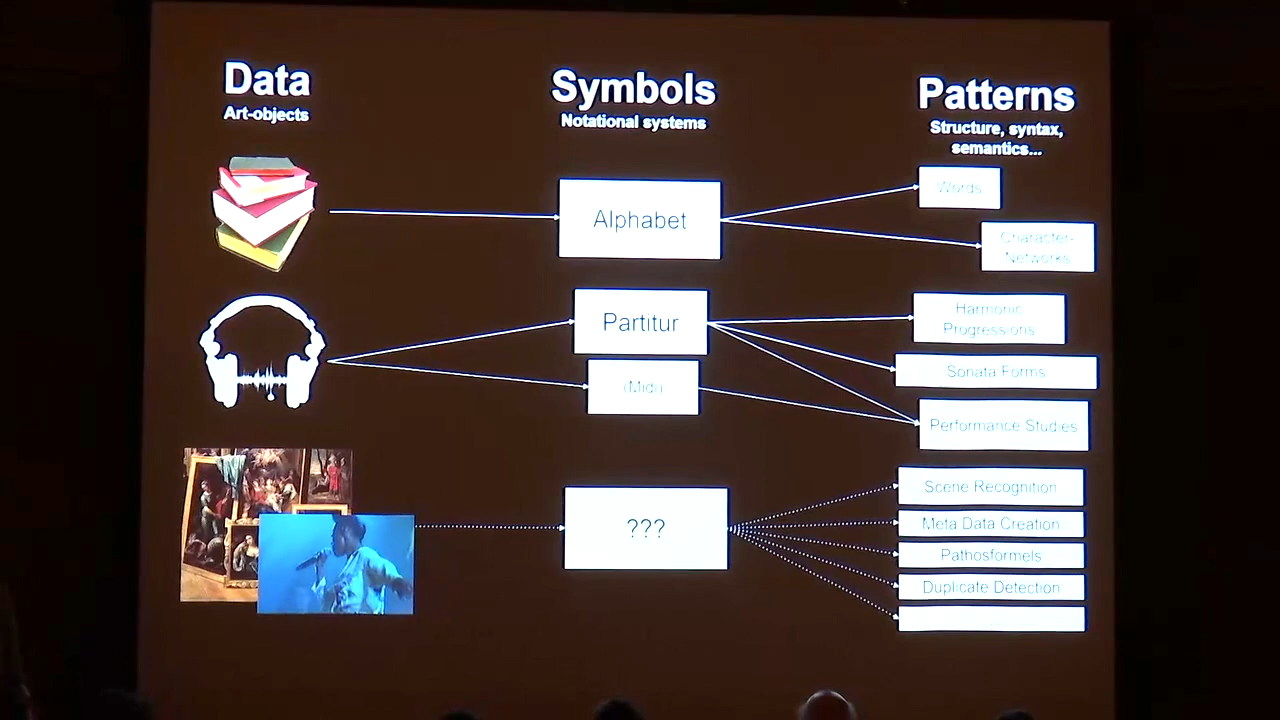 Data
Art-objects
Symbols
Notational systems
Patterns
Structure, syntax,
semantics...
Alphabet
Words
Character-
Networks
Partitur
(Midi)
Harmonic
Progressions
Sonata Forms
Performance Studies
???
Scene Recognition
Meta Data Creation
Pathosformels
Duplicate Detection